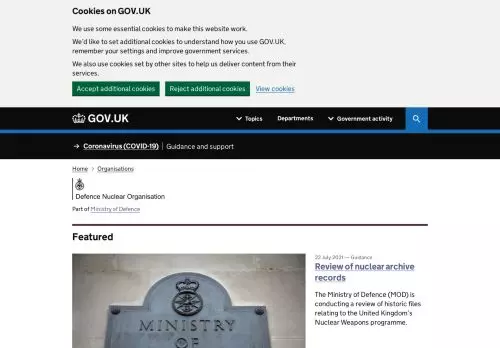 Cookies on GOV.UK
We use some essential cookies to make this website work.
We'd like to set additional cookies to understand how you use GOV.UK,
remember your settings and improve government services.
We also use cookies set by other sites to help us deliver content from their
services.
Accept additional cookies Reject additional cookies View cookies
GOV.UK Topics Departments Government activity
→ Coronavirus (COVID-19) Guidance and support
Home > Organisations
Defence Nuclear Organisation
Part of Ministry of Defence
Featured
22 July 2021 — Guidance
Review of nuclear archive
records
The Ministry of Defence (MOD) is
conducting a review of historic files
relating to the United Kingdom's
Nuclear Weapons programme.
MINISTRY
OF